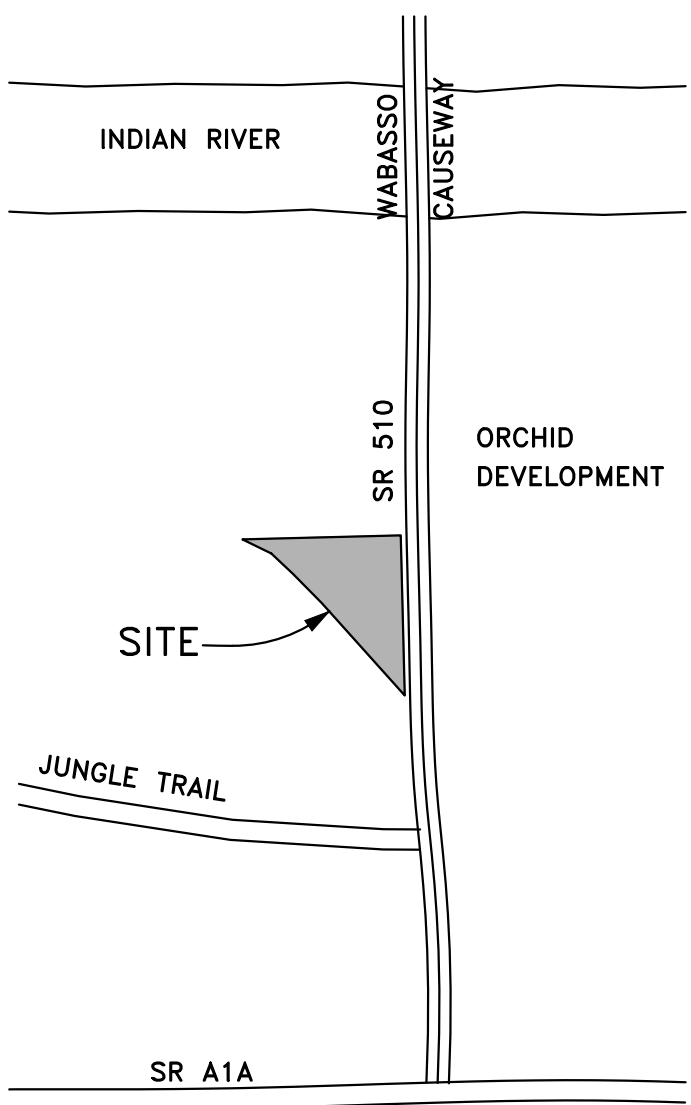 INDIAN RIVER
WABASSO
CAUSEWAY
SR 510
ORCHID
DEVELOPMENT
SITE
JUNGLE TRAIL
SR A1A